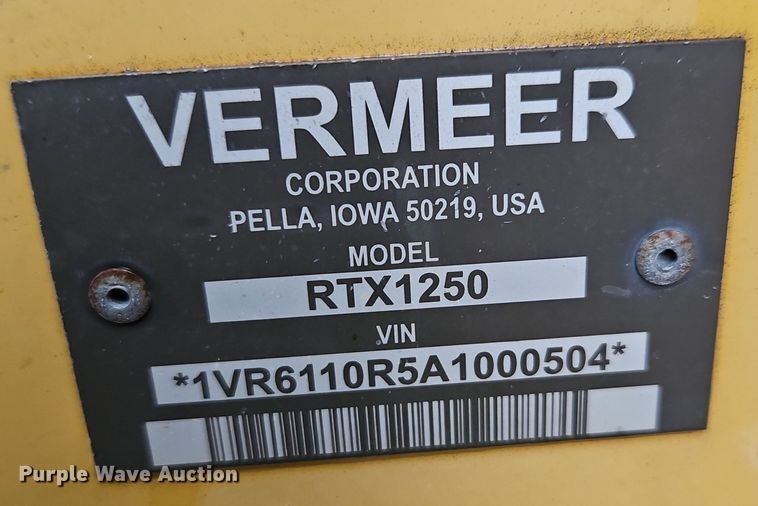 VERMEER
CORPORATION
PELLA, IOWA 50219, USA
MODEL
RTX1250
VIN
*1VR6110R5A1000504*
Purple Wave Auction